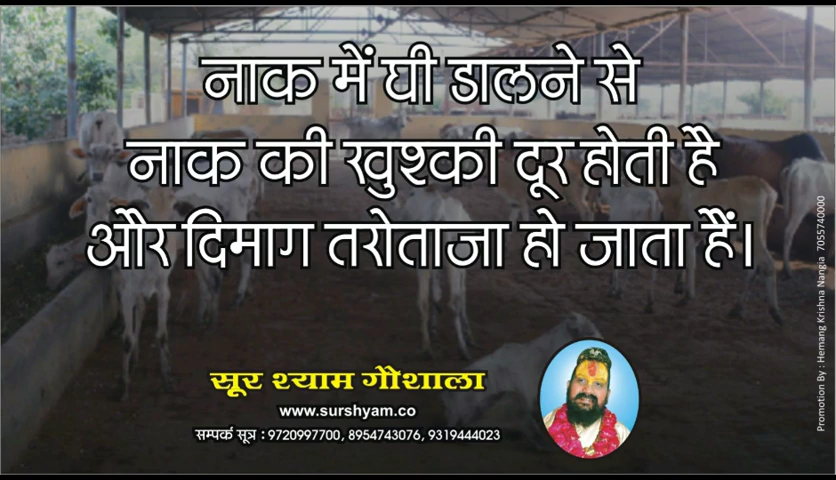 नाक में घी डालने से
नाक की खुश्की दूर होती है
और दिमाग तरोताजा हो जाता हैं।
सूर श्याम गौशाला
www.surshyam.co
सम्पर्क सूत्र : 9720997700, 8954743076, 9319444023
Promotion By : Hemang Krishna Nangia 7055740000